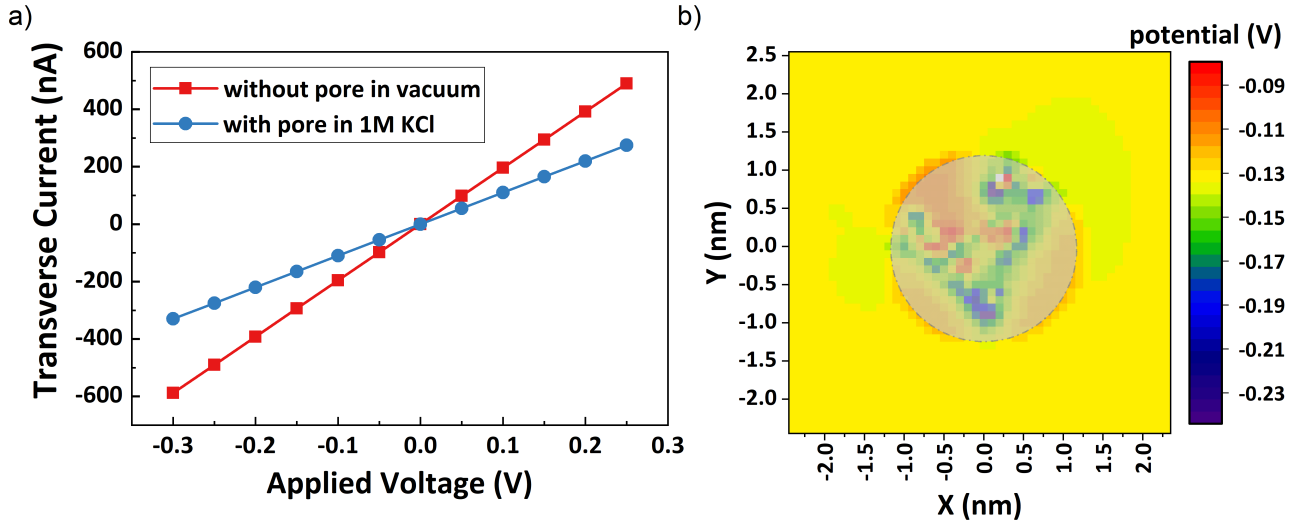 a)
600
400
200
0
-200
-400
-600
Transverse Current (nA)
without pore in vacuum
with pore in 1M KCl
-0.3 -0.2 -0.1 0.0 0.1 0.2 0.3
Applied Voltage (V)
b)
potential (V)
2.5
2.0
1.5
1.0
0.5
0.0
-0.5
-1.0
-1.5
-2.0
Y (nm)
-2.0 -1.5 -1.0 -0.5 0.0 0.5 1.0 1.5 2.0
X (nm)
-0.09
-0.11
-0.13
-0.15
-0.17
-0.19
-0.21
-0.23